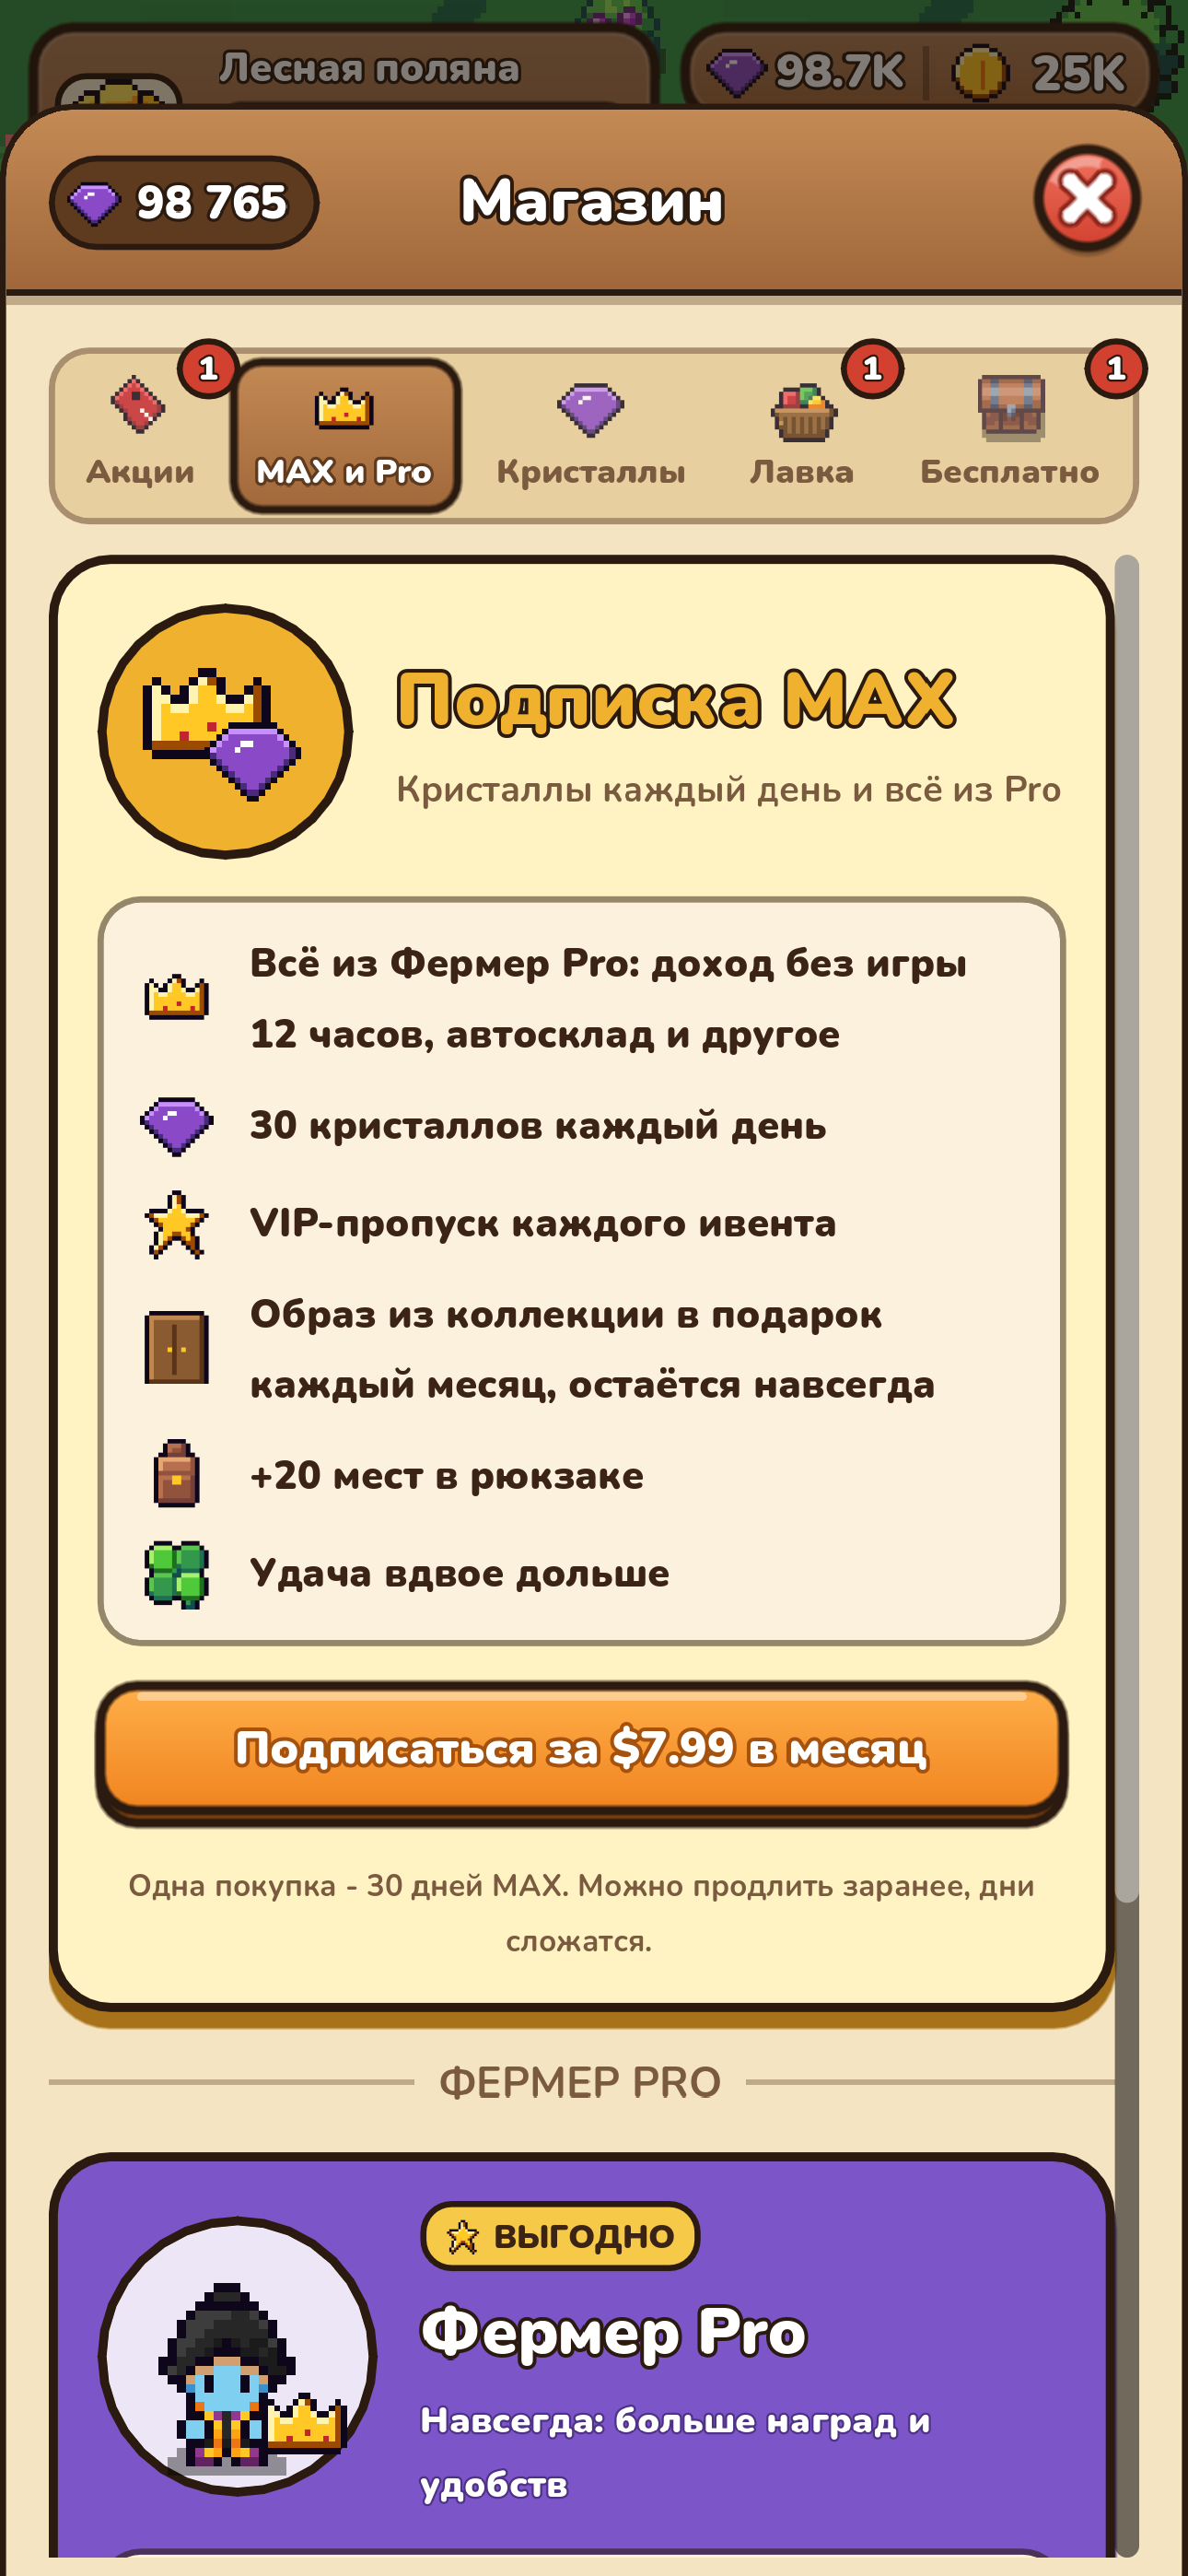 Лесная поляна
98.7K
25K
98 765
Магазин
1
1
1
Акции
MAX и Pro
Кристаллы
Лавка
Бесплатно
Подписка MAX
Кристаллы каждый день и всё из Pro
Всё из Фермер Pro: доход без игры
12 часов, автосклад и другое
30 кристаллов каждый день
VIP-пропуск каждого ивента
Образ из коллекции в подарок
каждый месяц, остаётся навсегда
+20 мест в рюкзаке
Удача вдвое дольше
Подписаться за $7.99 в месяц
Одна покупка - 30 дней MAX. Можно продлить заранее, дни
сложатся.
ФЕРМЕР PRO
ВЫГОДНО
Фермер Pro
Навсегда: больше наград и
удобств